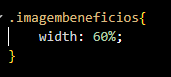 .imagembeneficios{
    width: 60%;
}